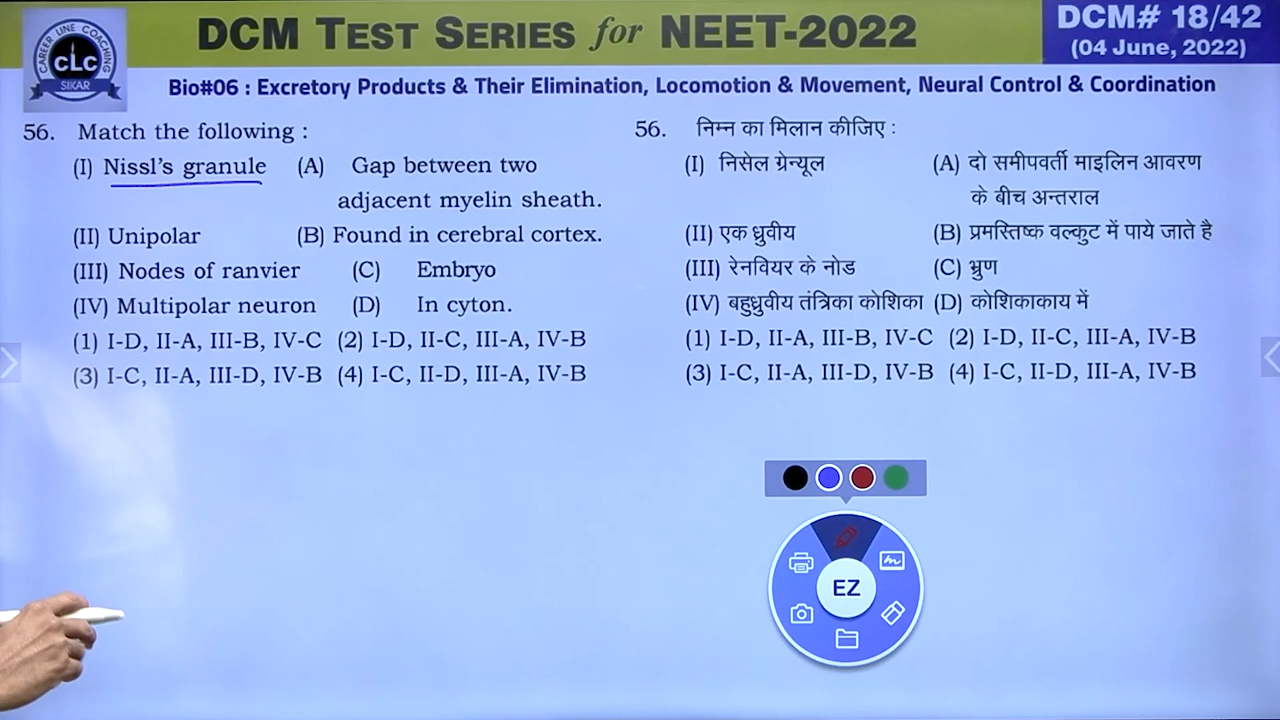 CAREER LINE COACHING
CLC
SIKAR
DCM TEST SERIES for NEET-2022
DCM# 18/42
(04 June, 2022)
Bio#06 : Excretory Products & Their Elimination, Locomotion & Movement, Neural Control & Coordination
56. Match the following :
(I) Nissl's granule (A) Gap between two
adjacent myelin sheath.
(II) Unipolar (B) Found in cerebral cortex.
(III) Nodes of ranvier (C) Embryo
(IV) Multipolar neuron (D) In cyton.
(1) I-D, II-A, III-B, IV-C (2) I-D, II-C, III-A, IV-B
(3) I-C, II-A, III-D, IV-B (4) I-C, II-D, III-A, IV-B
56. निम्न का मिलान कीजिए :
(I) निसेल ग्रेन्यूल (A) दो समीपवर्ती माइलिन आवरण
के बीच अन्तराल
(II) एक ध्रुवीय (B) प्रमस्तिष्क वल्कुट में पाये जाते है
(III) रेनवियर के नोड (C) भ्रुण
(IV) बहुध्रुवीय तंत्रिका कोशिका (D) कोशिकाकाय में
(1) I-D, II-A, III-B, IV-C (2) I-D, II-C, III-A, IV-B
(3) I-C, II-A, III-D, IV-B (4) I-C, II-D, III-A, IV-B
EZ